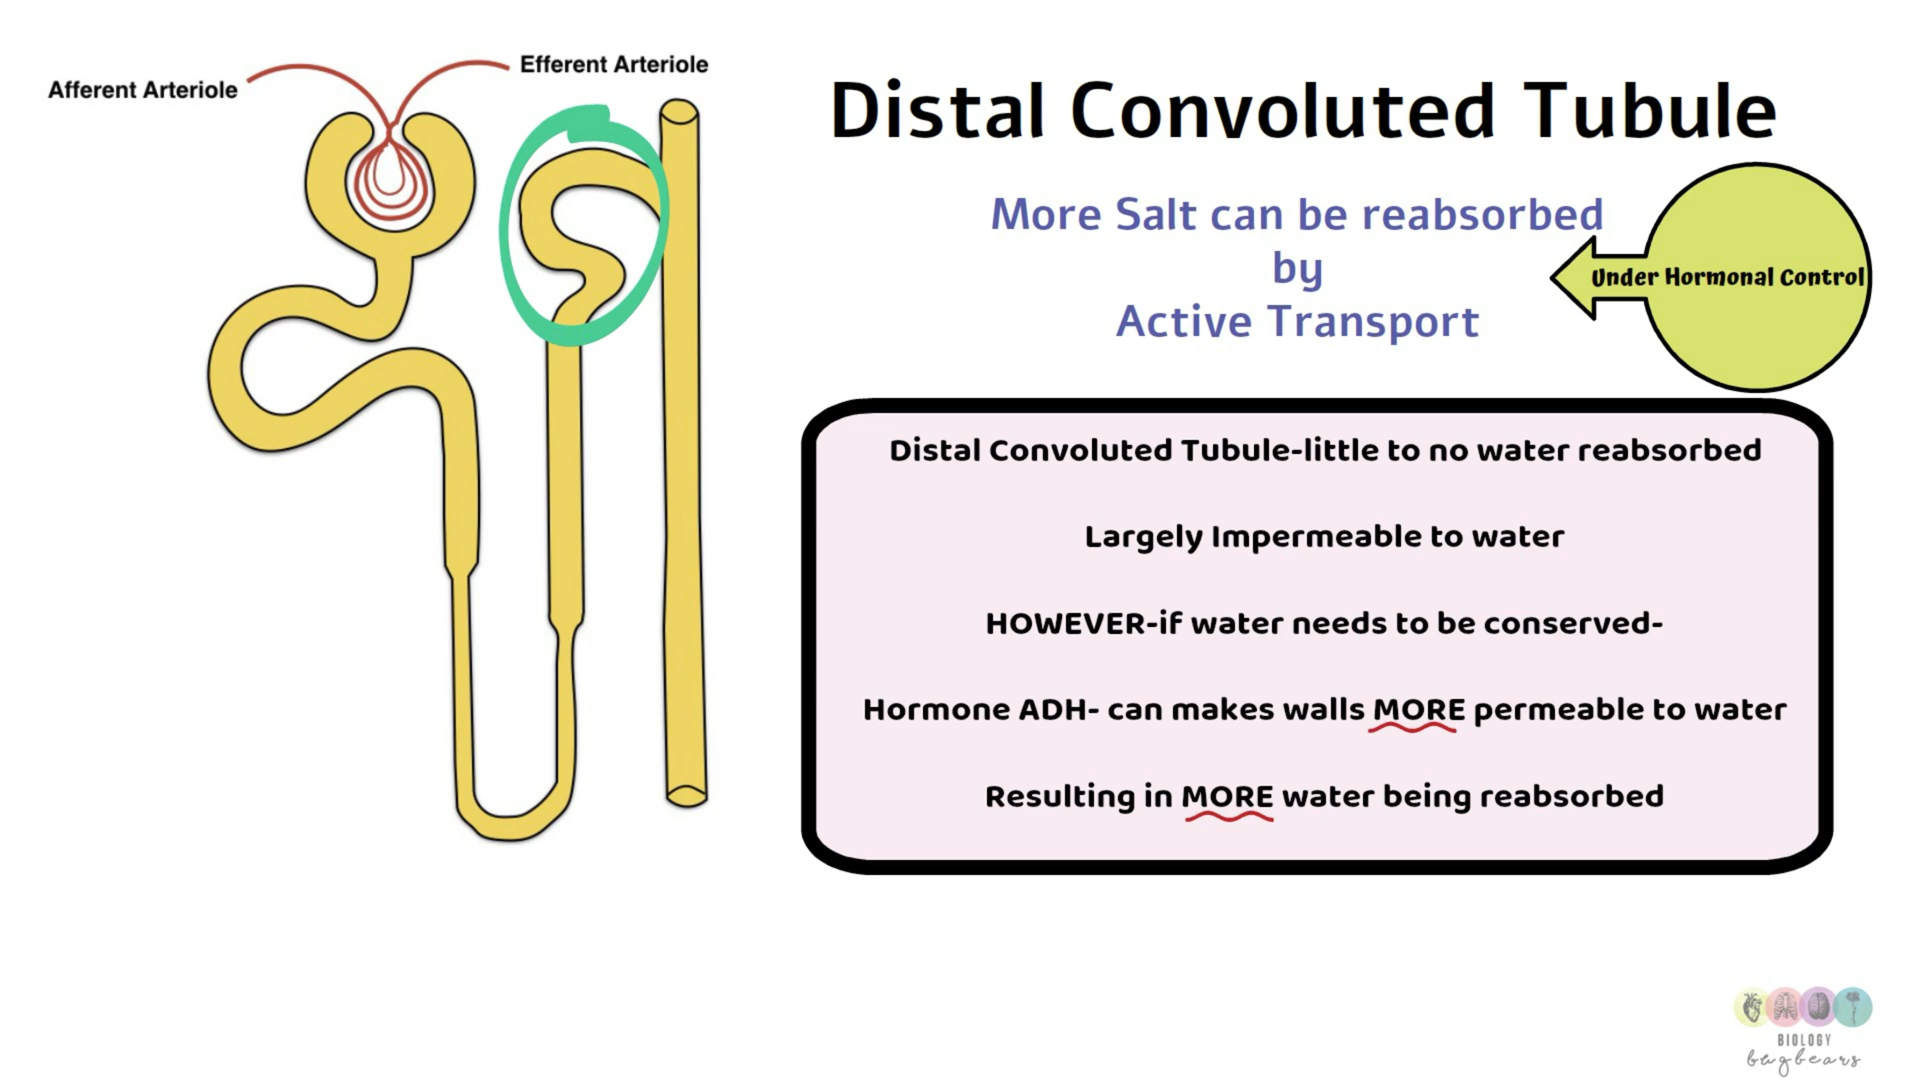 Afferent Arteriole
Efferent Arteriole
Distal Convoluted Tubule
More Salt can be reabsorbed
by
Active Transport
Under Hormonal Control
Distal Convoluted Tubule-little to no water reabsorbed
Largely Impermeable to water
HOWEVER-if water needs to be conserved-
Hormone ADH- can makes walls MORE permeable to water
Resulting in MORE water being reabsorbed
BIOLOGY
bugbears